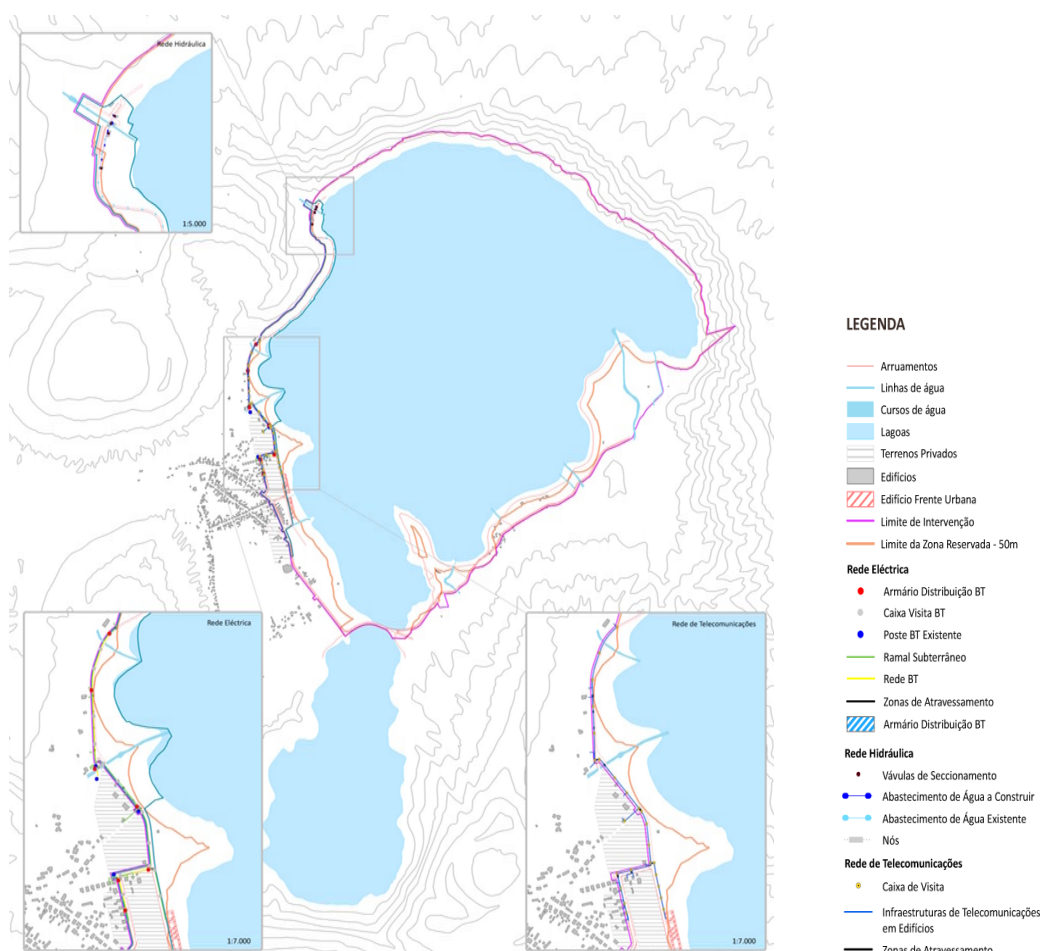 Rede Hidráulica
1:5.000
Rede Eléctrica
1:7.000
Rede de Telecomunicações
1:7.000
LEGENDA
Arruamentos
Linhas de água
Cursos de água
Lagoas
Terrenos Privados
Edifícios
Edifício Frente Urbana
Limite de Intervenção
Limite da Zona Reservada - 50m
Rede Eléctrica
Armário Distribuição BT
Caixa Visita BT
Poste BT Existente
Ramal Subterrâneo
Rede BT
Zonas de Atravessamento
Armário Distribuição BT
Rede Hidráulica
Vávulas de Seccionamento
Abastecimento de Água a Construir
Abastecimento de Água Existente
Nós
Rede de Telecomunicações
Caixa de Visita
Infraestruturas de Telecomunicações
em Edifícios
Zonas de Atravessamento